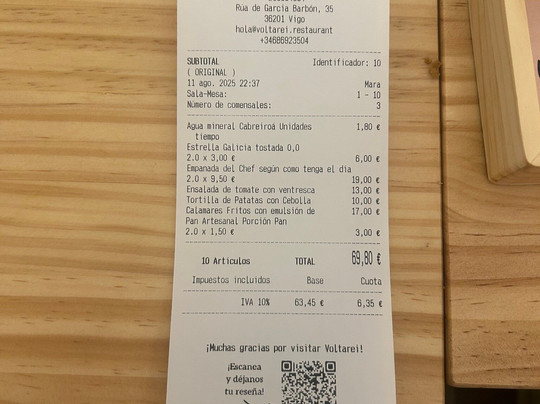 Rúa de García Barbón, 35
36201 Vigo
hola@voltarei.restaurant
+34886923504
SUBTOTAL Identificador: 10
( ORIGINAL )
11 ago. 2025 22:37 Mara
Sala-Mesa: 1 - 10
Número de comensales: 3
Agua mineral Cabreiroá Unidades 1,80 €
tiempo
Estrella Galicia tostada 0,0
2.0 x 3,00 € 6,00 €
Empanada del Chef según como tenga el día
2.0 x 9,50 € 19,00 €
Ensalada de tomate con ventresca 13,00 €
Tortilla de Patatas con Cebolla 10,00 €
Calamares Fritos con emulsión de 17,00 €
Pan Artesanal Porción Pan
2.0 x 1,50 € 3,00 €
10 Artículos TOTAL 69,80 €
Impuestos incluidos Base Cuota
IVA 10% 63,45 € 6,35 €
¡Muchas gracias por visitar Voltarei!
¡Escanea
y déjanos
tu reseña!